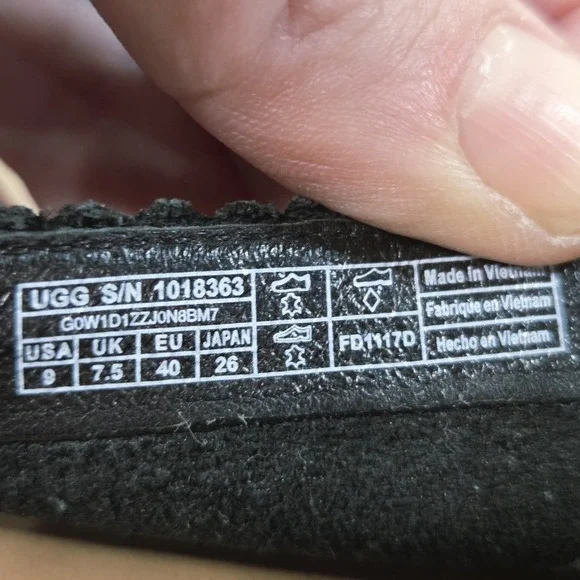 UGG S/N 1018363
G0W1D1ZZJ0N8BM7
USA UK EU JAPAN
9 7.5 40 26
FD1117D
Made in Vietnam
Fabriqué en Vietnam
Hecho en Vietnam